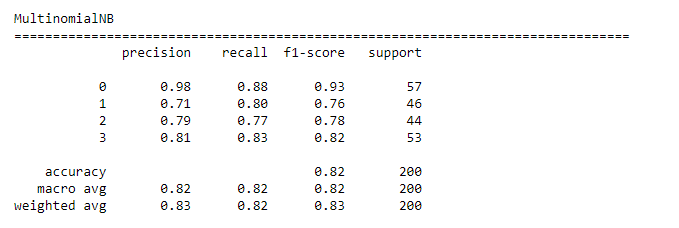 MultinomialNB
================================================================================
precision recall f1-score support
0 0.98 0.88 0.93 57
1 0.71 0.80 0.76 46
2 0.79 0.77 0.78 44
3 0.81 0.83 0.82 53
accuracy 0.82 200
macro avg 0.82 0.82 0.82 200
weighted avg 0.83 0.82 0.83 200